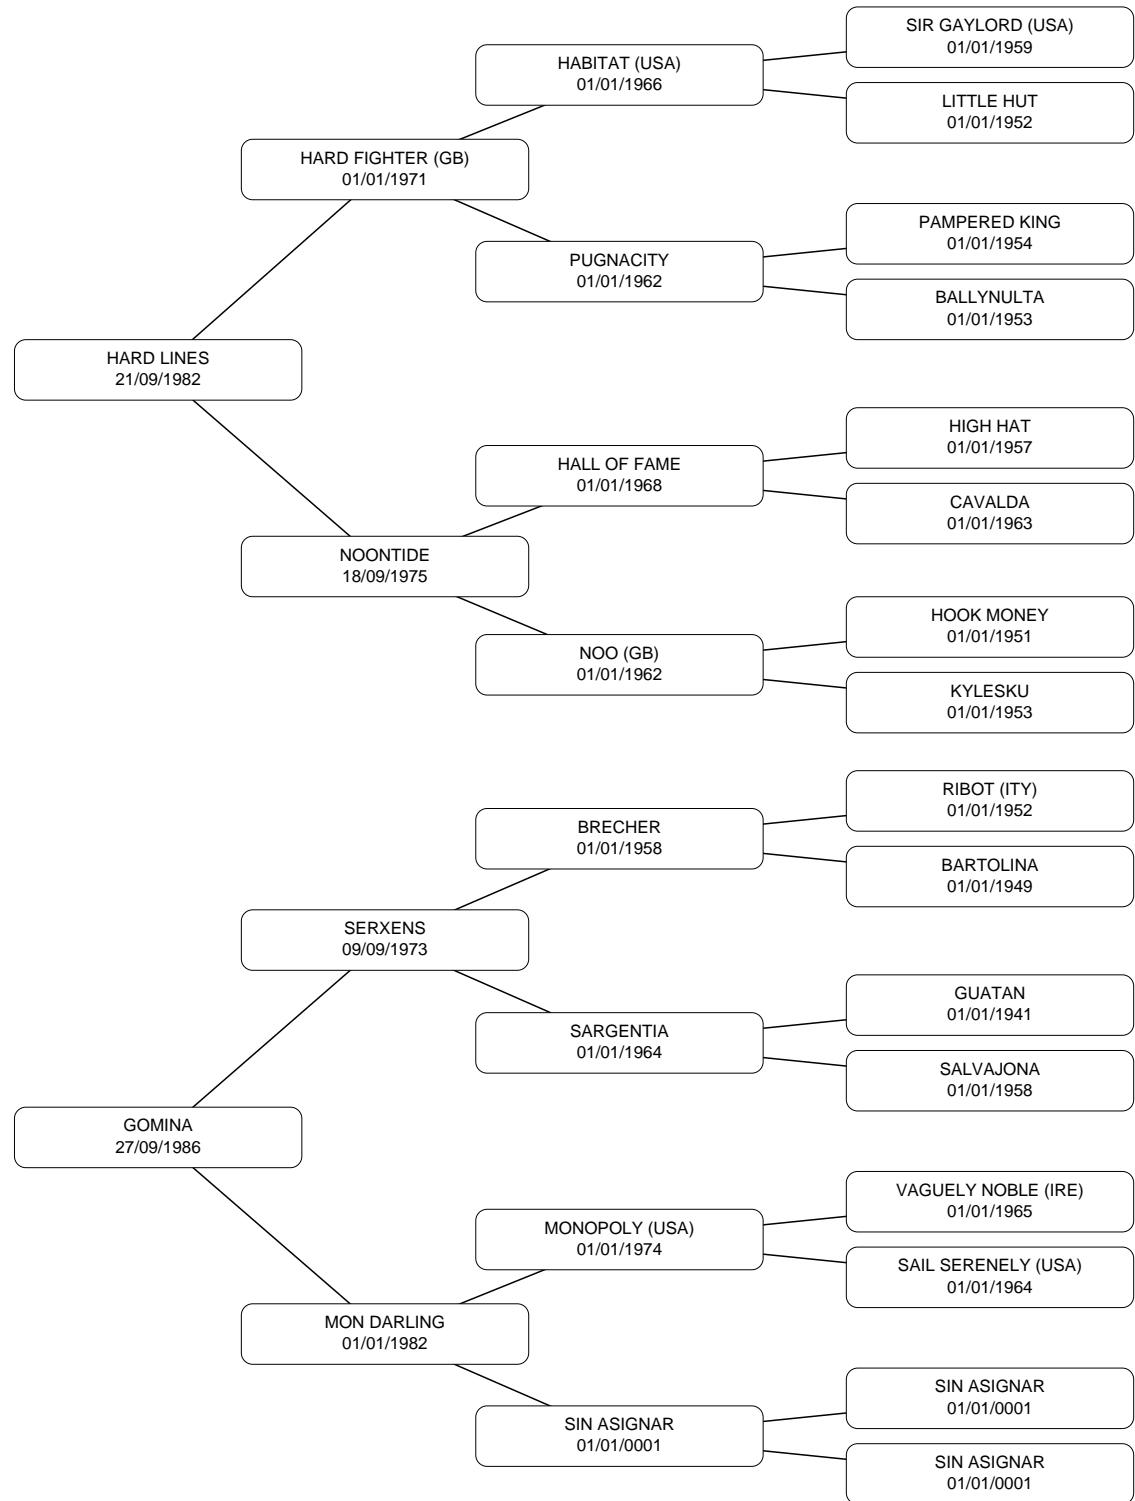 SIR GAYLORD (USA)
01/01/1959
HABITAT (USA)
01/01/1966
LITTLE HUT
01/01/1952
HARD FIGHTER (GB)
01/01/1971
PAMPERED KING
01/01/1954
PUGNACITY
01/01/1962
BALLYNULTA
01/01/1953
HARD LINES
21/09/1982
HIGH HAT
01/01/1957
HALL OF FAME
01/01/1968
CAVALDA
01/01/1963
NOONTIDE
18/09/1975
HOOK MONEY
01/01/1951
NOO (GB)
01/01/1962
KYLESKU
01/01/1953
RIBOT (ITY)
01/01/1952
BRECHER
01/01/1958
BARTOLINA
01/01/1949
SERXENS
09/09/1973
GUATAN
01/01/1941
SARGENTIA
01/01/1964
SALVAJONA
01/01/1958
GOMINA
27/09/1986
VAGUELY NOBLE (IRE)
01/01/1965
MONOPOLY (USA)
01/01/1974
SAIL SERENELY (USA)
01/01/1964
MON DARLING
01/01/1982
SIN ASIGNAR
01/01/0001
SIN ASIGNAR
01/01/0001
SIN ASIGNAR
01/01/0001